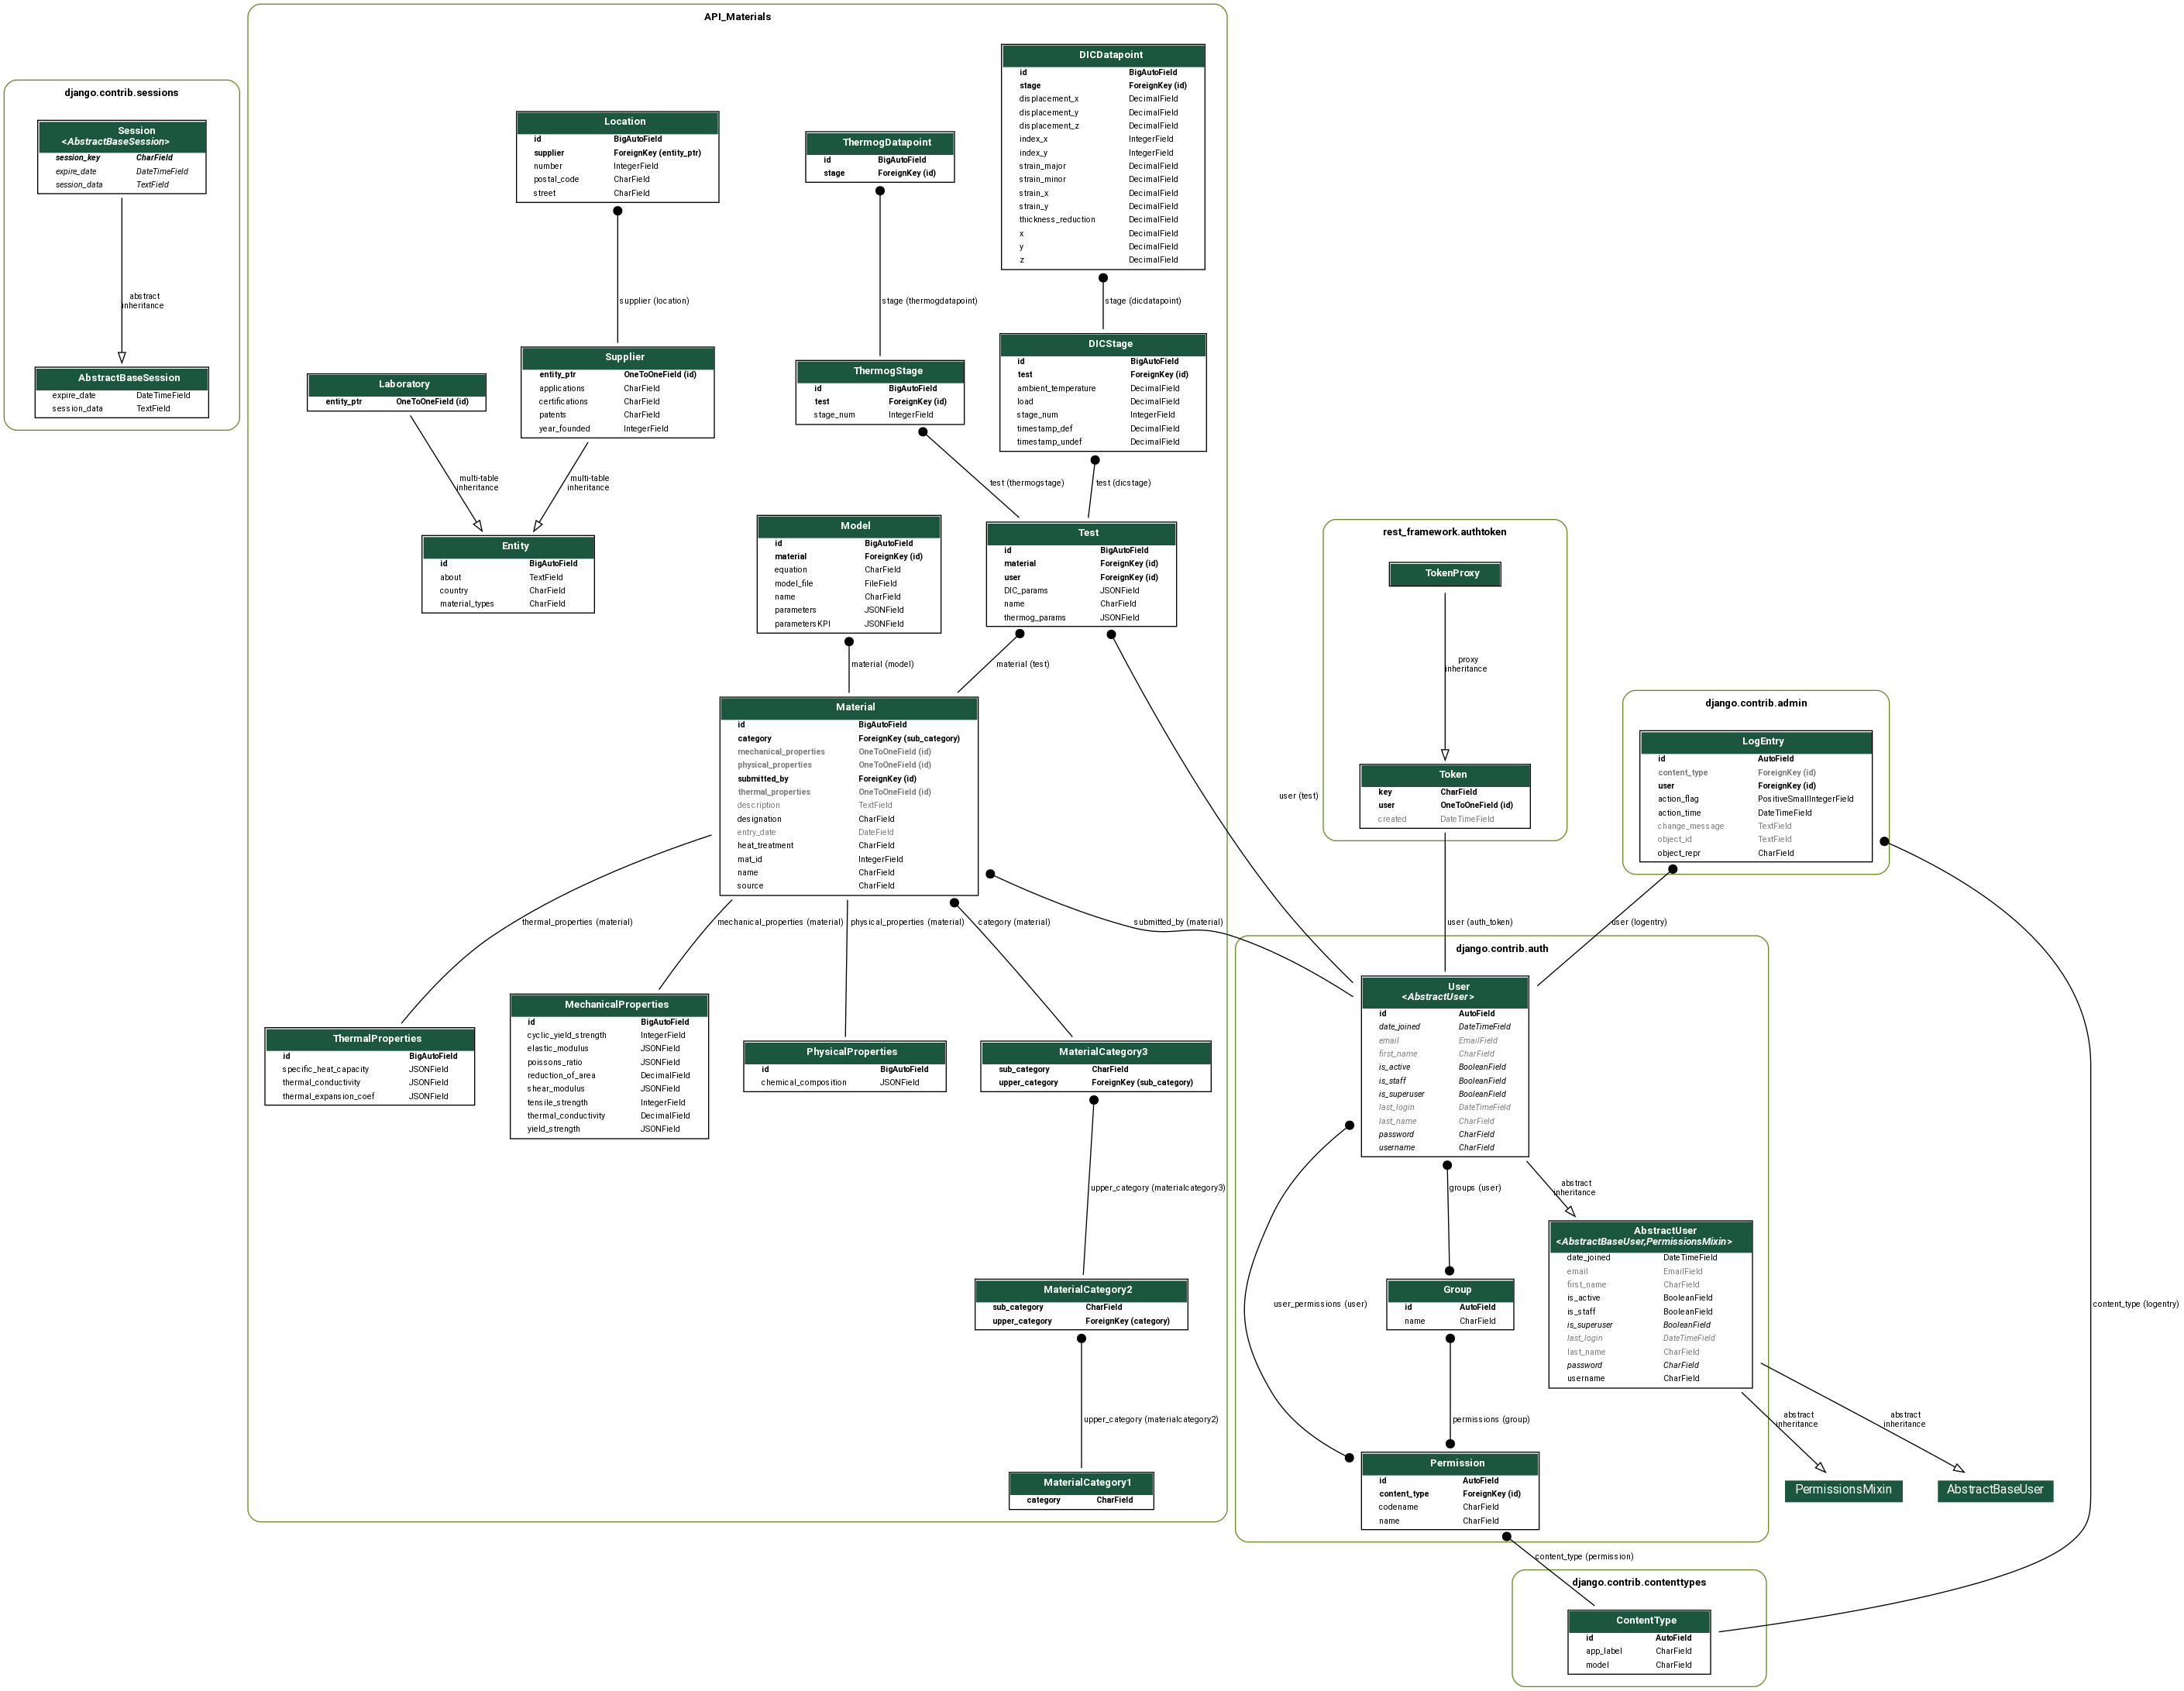 API_Materials
django.contrib.sessions
Session
<AbstractBaseSession>
session_key CharField
expire_date DateTimeField
session_data TextField
abstract
inheritance
AbstractBaseSession
expire_date DateTimeField
session_data TextField
Location
id BigAutoField
supplier ForeignKey (entity_ptr)
number IntegerField
postal_code CharField
street CharField
ThermogDatapoint
id BigAutoField
stage ForeignKey (id)
DICDatapoint
id BigAutoField
stage ForeignKey (id)
displacement_x DecimalField
displacement_y DecimalField
displacement_z DecimalField
index_x IntegerField
index_y IntegerField
strain_major DecimalField
strain_minor DecimalField
strain_x DecimalField
strain_y DecimalField
thickness_reduction DecimalField
x DecimalField
y DecimalField
z DecimalField
supplier (location)
stage (thermogdatapoint)
stage (dicdatapoint)
Laboratory
entity_ptr OneToOneField (id)
Supplier
entity_ptr OneToOneField (id)
applications CharField
certifications CharField
patents CharField
year_founded IntegerField
ThermogStage
id BigAutoField
test ForeignKey (id)
stage_num IntegerField
DICStage
id BigAutoField
test ForeignKey (id)
ambient_temperature DecimalField
load DecimalField
stage_num IntegerField
timestamp_def DecimalField
timestamp_undef DecimalField
multi-table
inheritance
multi-table
inheritance
test (thermogstage)
test (dicstage)
Entity
id BigAutoField
about TextField
country CharField
material_types CharField
Model
id BigAutoField
material ForeignKey (id)
equation CharField
model_file FileField
name CharField
parameters JSONField
parametersKPI JSONField
Test
id BigAutoField
material ForeignKey (id)
user ForeignKey (id)
DIC_params JSONField
name CharField
thermog_params JSONField
material (model)
material (test)
user (test)
Material
id BigAutoField
category ForeignKey (sub_category)
mechanical_properties OneToOneField (id)
physical_properties OneToOneField (id)
submitted_by ForeignKey (id)
thermal_properties OneToOneField (id)
description TextField
designation CharField
entry_date DateField
heat_treatment CharField
mat_id IntegerField
name CharField
source CharField
thermal_properties (material)
mechanical_properties (material)
physical_properties (material)
category (material)
submitted_by (material)
ThermalProperties
id BigAutoField
specific_heat_capacity JSONField
thermal_conductivity JSONField
thermal_expansion_coef JSONField
MechanicalProperties
id BigAutoField
cyclic_yield_strength IntegerField
elastic_modulus JSONField
poissons_ratio JSONField
reduction_of_area DecimalField
shear_modulus JSONField
tensile_strength IntegerField
thermal_conductivity DecimalField
yield_strength JSONField
PhysicalProperties
id BigAutoField
chemical_composition JSONField
MaterialCategory3
sub_category CharField
upper_category ForeignKey (sub_category)
upper_category (materialcategory3)
MaterialCategory2
sub_category CharField
upper_category ForeignKey (category)
upper_category (materialcategory2)
MaterialCategory1
category CharField
rest_framework.authtoken
TokenProxy
proxy
inheritance
Token
key CharField
user OneToOneField (id)
created DateTimeField
user (auth_token)
django.contrib.admin
LogEntry
id AutoField
content_type ForeignKey (id)
user ForeignKey (id)
action_flag PositiveSmallIntegerField
action_time DateTimeField
change_message TextField
object_id TextField
object_repr CharField
user (logentry)
content_type (logentry)
django.contrib.auth
User
<AbstractUser>
id AutoField
date_joined DateTimeField
email EmailField
first_name CharField
is_active BooleanField
is_staff BooleanField
is_superuser BooleanField
last_login DateTimeField
last_name CharField
password CharField
username CharField
groups (user)
abstract
inheritance
user_permissions (user)
Group
id AutoField
name CharField
AbstractUser
<AbstractBaseUser,PermissionsMixin>
date_joined DateTimeField
email EmailField
first_name CharField
is_active BooleanField
is_staff BooleanField
is_superuser BooleanField
last_login DateTimeField
last_name CharField
password CharField
username CharField
permissions (group)
abstract
inheritance
abstract
inheritance
Permission
id AutoField
content_type ForeignKey (id)
codename CharField
name CharField
PermissionsMixin
AbstractBaseUser
content_type (permission)
django.contrib.contenttypes
ContentType
id AutoField
app_label CharField
model CharField